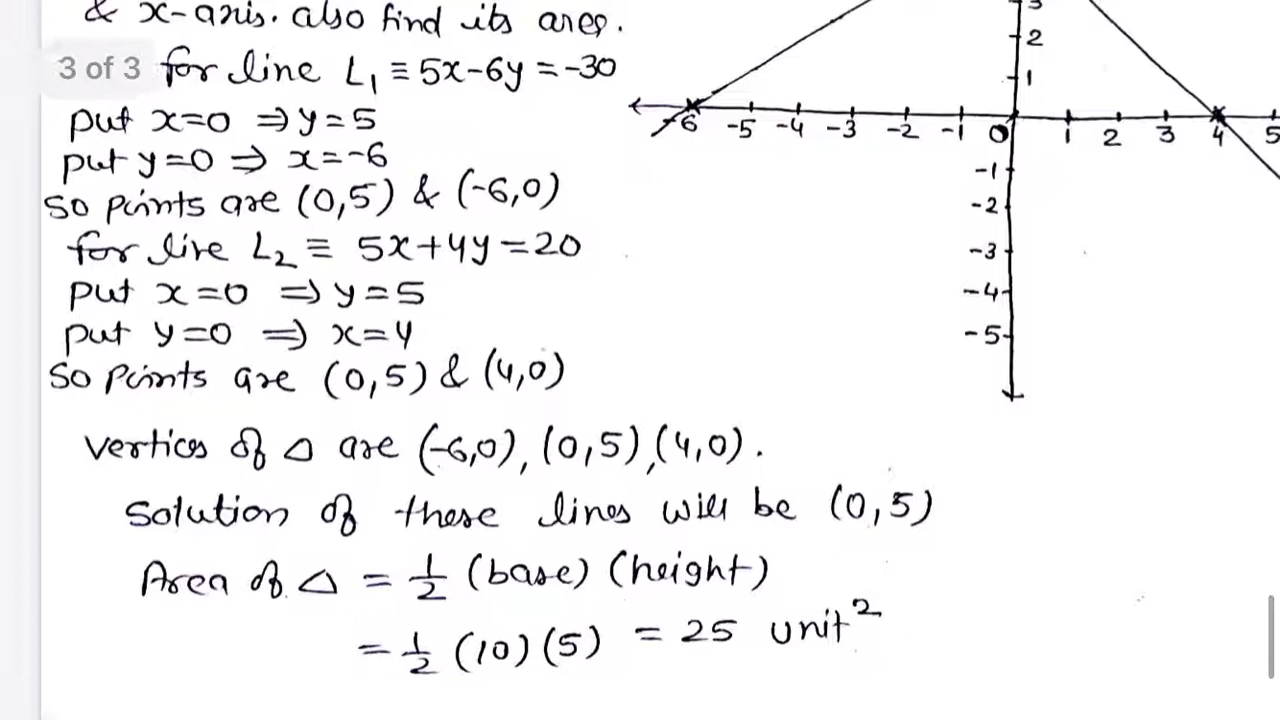 & x-axis. also find its area.
3 of 3
for line L₁ ≡ 5x-6y = -30
put x=0 ⇒ y=5
put y=0 ⇒ x=-6
so points are (0,5) & (-6,0)
for line L₂ ≡ 5x+4y=20
put x=0 ⇒ y=5
put y=0 ⇒ x=4
so points are (0,5) & (4,0)
vertices of △ are (-6,0), (0,5), (4,0).
solution of these lines will be (0,5)
Area of △ = 1/2 (base) (height)
= 1/2 (10) (5) = 25 unit²
3
2
1
-6 -5 -4 -3 -2 -1 0 1 2 3 4 5
-1
-2
-3
-4
-5